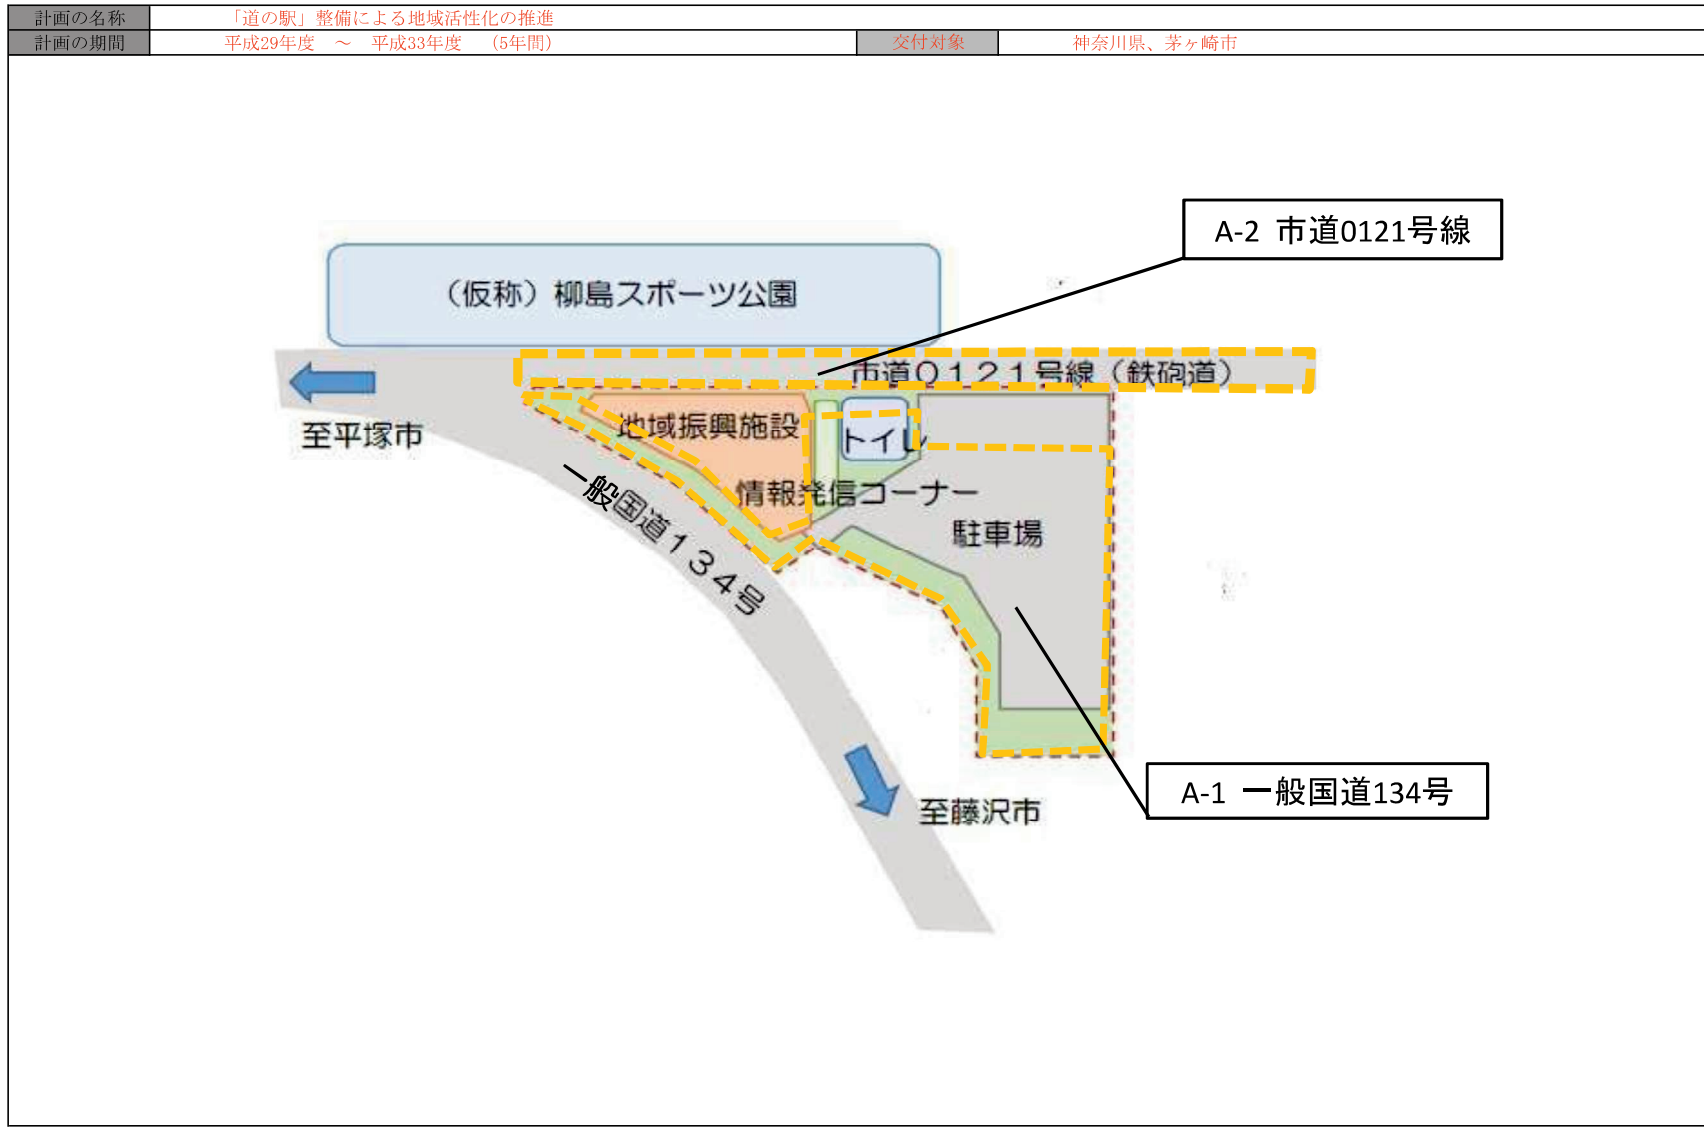 計画の名称 「道の駅」整備による地域活性化の推進
計画の期間 平成29年度 ～ 平成33年度 （5年間） 交付対象 神奈川県、茅ヶ崎市
A-2 市道0121号線
（仮称）柳島スポーツ公園
市道０１２１号線（鉄砲道）
至平塚市
地域振興施設
トイレ
情報発信コーナー
一般国道１３４号
駐車場
A-1 一般国道134号
至藤沢市